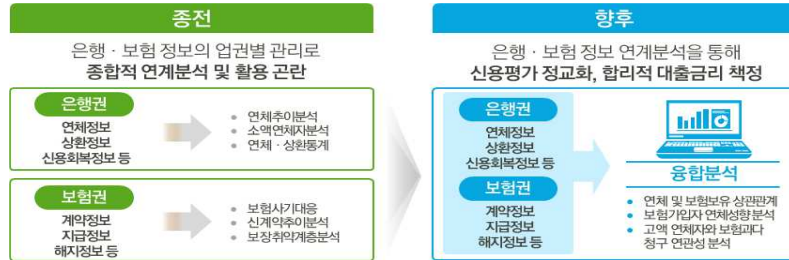 종전
은행 · 보험 정보의 업권별 관리로
종합적 연계분석 및 활용 곤란
은행권
연체정보
상환정보
신용회복정보 등
• 연체추이분석
• 소액연체자분석
• 연체 · 상환통계
보험권
계약정보
지급정보
해지정보 등
• 보험사기대응
• 신계약추이분석
• 보장취약계층분석
향후
은행 · 보험 정보 연계분석을 통해
신용평가 정교화, 합리적 대출금리 책정
은행권
연체정보
상환정보
신용회복정보 등
보험권
계약정보
지급정보
해지정보 등
융합분석
• 연체 및 보험보유 상관관계
• 보험가입자 연체성향 분석
• 고액 연체자와 보험과다
청구 연관성 분석